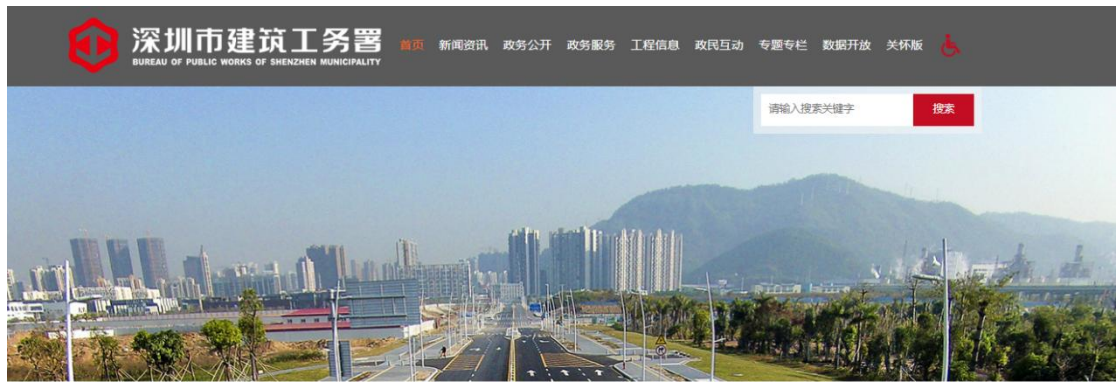 深圳市建筑工务署
BUREAU OF PUBLIC WORKS OF SHENZHEN MUNICIPALITY
首页 新闻资讯 政务公开 政务服务 工程信息 政民互动 专题专栏 数据开放 关怀版
请输入搜索关键字 搜索